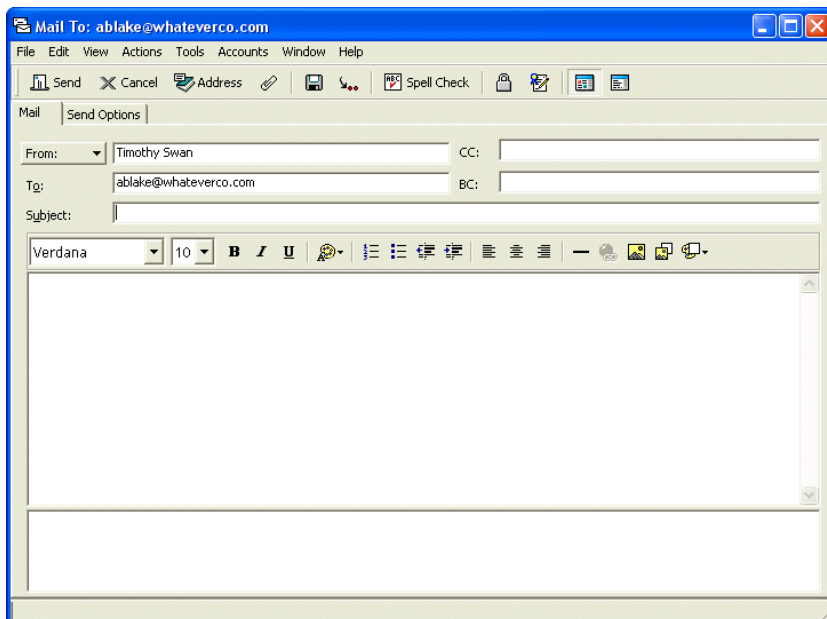 Mail To: ablake@whateverco.com
File Edit View Actions Tools Accounts Window Help
Send Cancel Address ABC Spell Check
Mail Send Options
From: Timothy Swan CC:
To: ablake@whateverco.com BC:
Subject:
Verdana 10 B I U